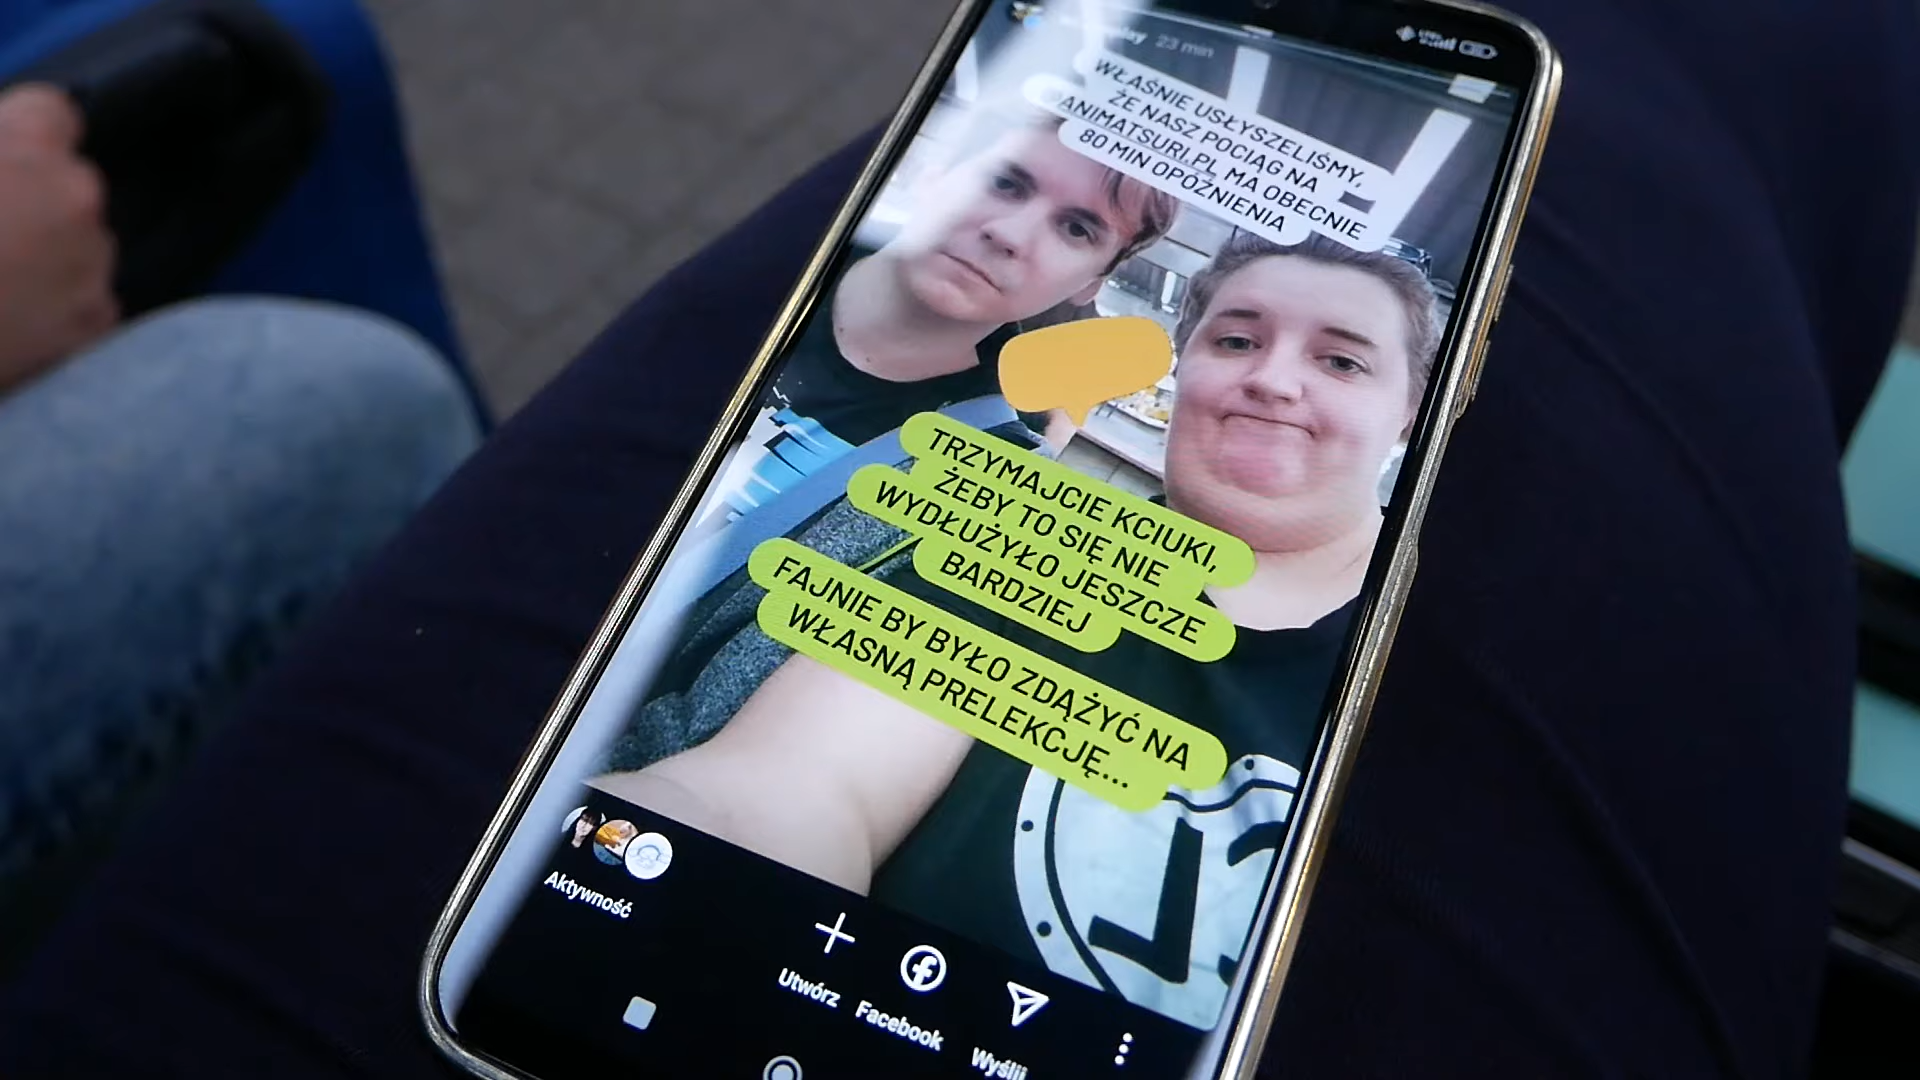 23 min
WŁAŚNIE USŁYSZELIŚMY,
ŻE NASZ POCIĄG NA
@ANIMATSURI.PL MA OBECNIE
80 MIN OPÓŹNIENIA
TRZYMAJCIE KCIUKI,
ŻEBY TO SIĘ NIE
WYDŁUŻYŁO JESZCZE
BARDZIEJ
FAJNIE BY BYŁO ZDĄŻYĆ NA
WŁASNĄ PRELEKCJĘ...
Aktywność
Utwórz
Facebook
Wyślij